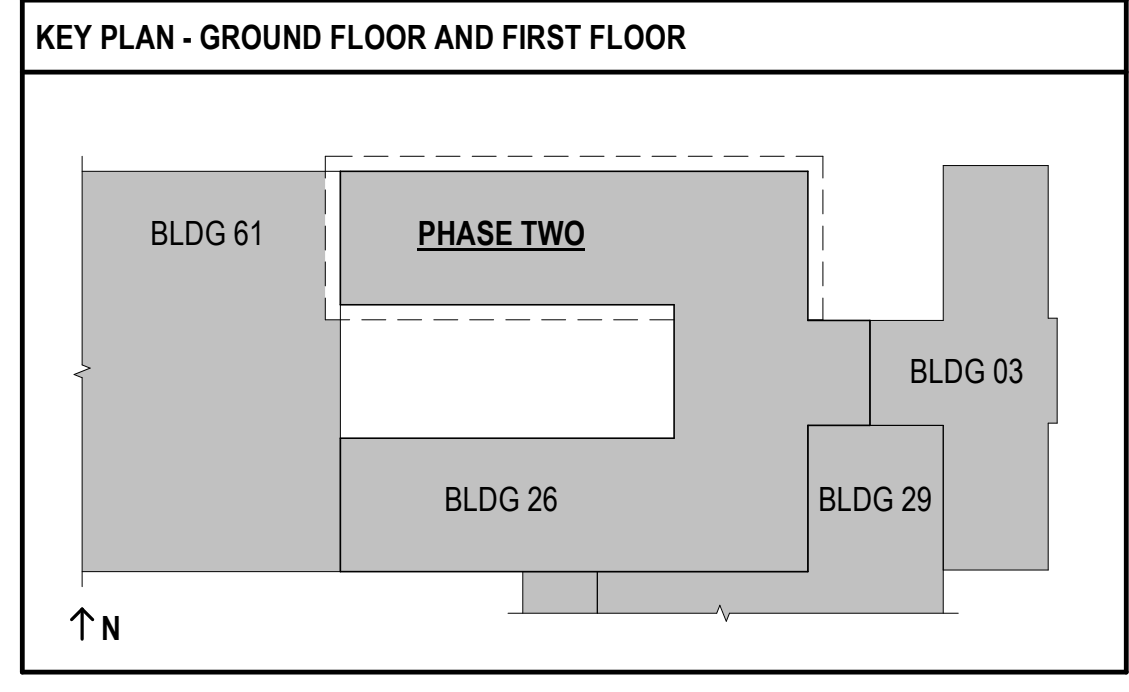 KEY PLAN - GROUND FLOOR AND FIRST FLOOR
BLDG 61
PHASE TWO
BLDG 03
BLDG 26
BLDG 29
N